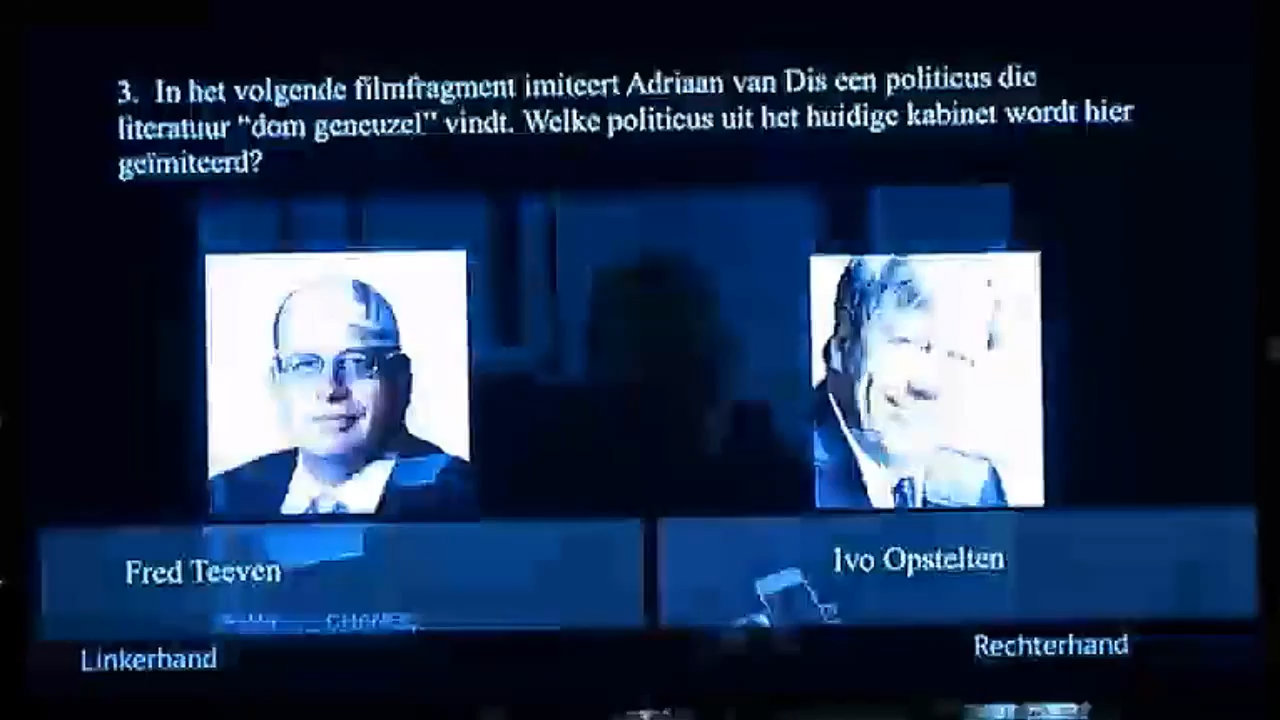 3. In het volgende filmfragment imiteert Adriaan van Dis een politicus die
literatuur "dom geneuzel" vindt. Welke politicus uit het huidige kabinet wordt hier
geïmiteerd?
Fred Teeven
Ivo Opstelten
Linkerhand
Rechterhand